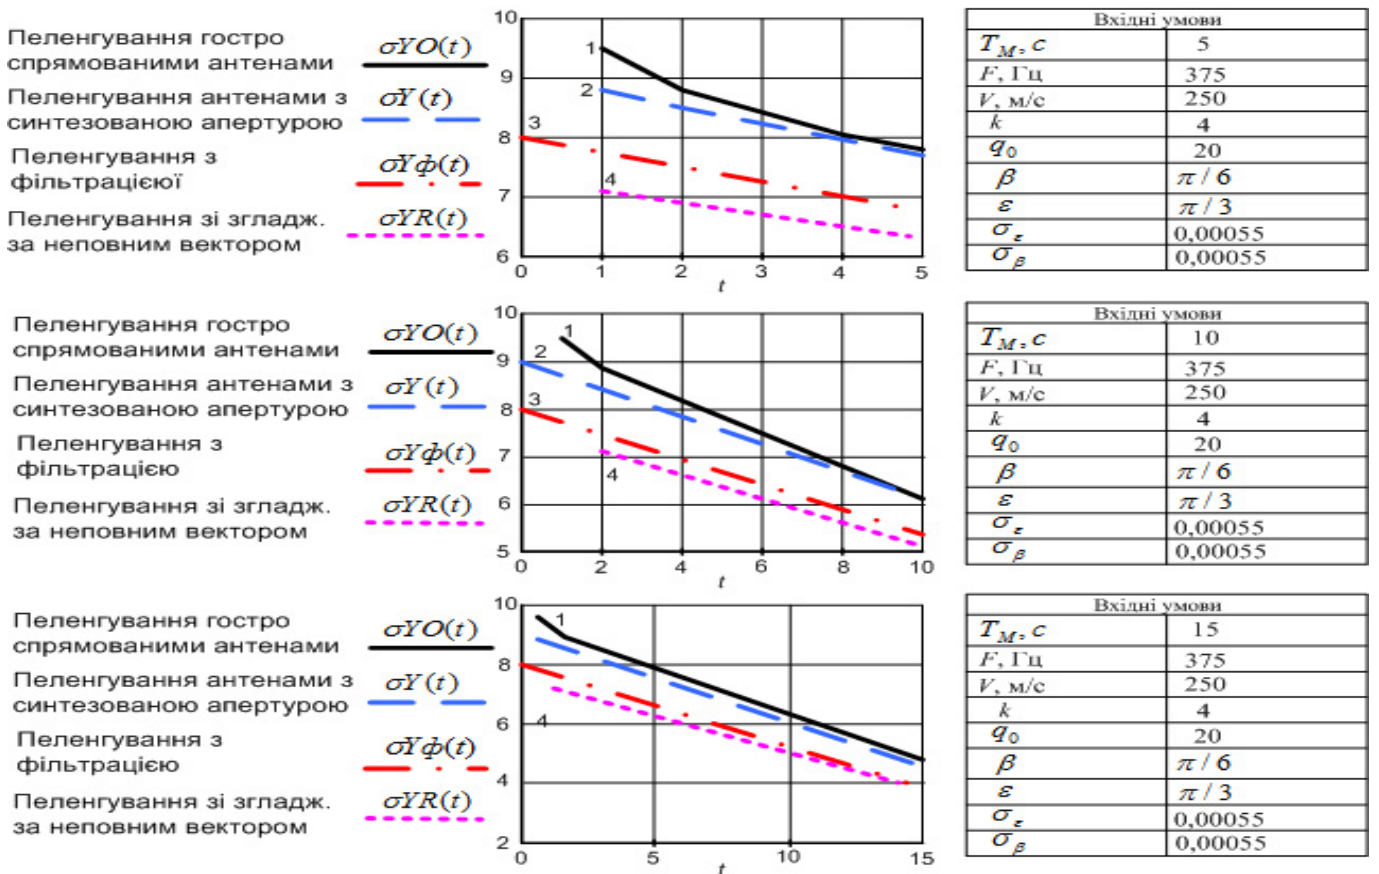 Пеленгування гостро
спрямованими антенами
σYO(t)
Пеленгування антенами з
синтезованою апертурою
σY(t)
Пеленгування з
фільтрацієюї
σYф(t)
Пеленгування зі згладж.
за неповним вектором
σYR(t)
10
9
8
7
6
0
1
2
3
4
5
t
1
2
3
4
Вхідні умови
T_M, с 5
F, Гц 375
V, м/с 250
k 4
q₀ 20
β π / 6
ε π / 3
σ_ε 0,00055
σ_β 0,00055
Пеленгування гостро
спрямованими антенами
σYO(t)
Пеленгування антенами з
синтезованою апертурою
σY(t)
Пеленгування з
фільтрацією
σYф(t)
Пеленгування зі згладж.
за неповним вектором
σYR(t)
10
9
8
7
6
5
0
2
4
6
8
10
t
1
2
3
4
Вхідні умови
T_M, с 10
F, Гц 375
V, м/с 250
k 4
q₀ 20
β π / 6
ε π / 3
σ_ε 0,00055
σ_β 0,00055
Пеленгування гостро
спрямованими антенами
σYO(t)
Пеленгування антенами з
синтезованою апертурою
σY(t)
Пеленгування з
фільтрацією
σYф(t)
Пеленгування зі згладж.
за неповним вектором
σYR(t)
10
8
6
4
2
0
5
10
15
t
1
4
Вхідні умови
T_M, с 15
F, Гц 375
V, м/с 250
k 4
q₀ 20
β π / 6
ε π / 3
σ_ε 0,00055
σ_β 0,00055